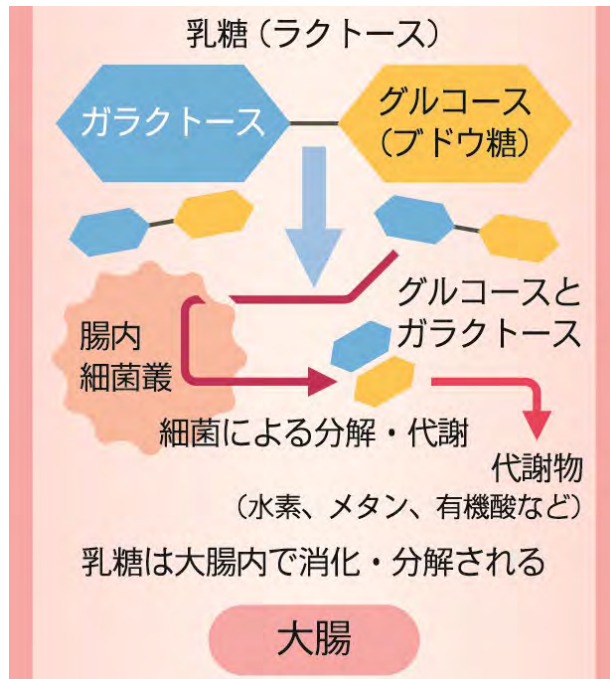 乳糖（ラクトース）
ガラクトース
グルコース
（ブドウ糖）
グルコースと
ガラクトース
腸内
細菌叢
細菌による分解・代謝
代謝物
（水素、メタン、有機酸など）
乳糖は大腸内で消化・分解される
大腸